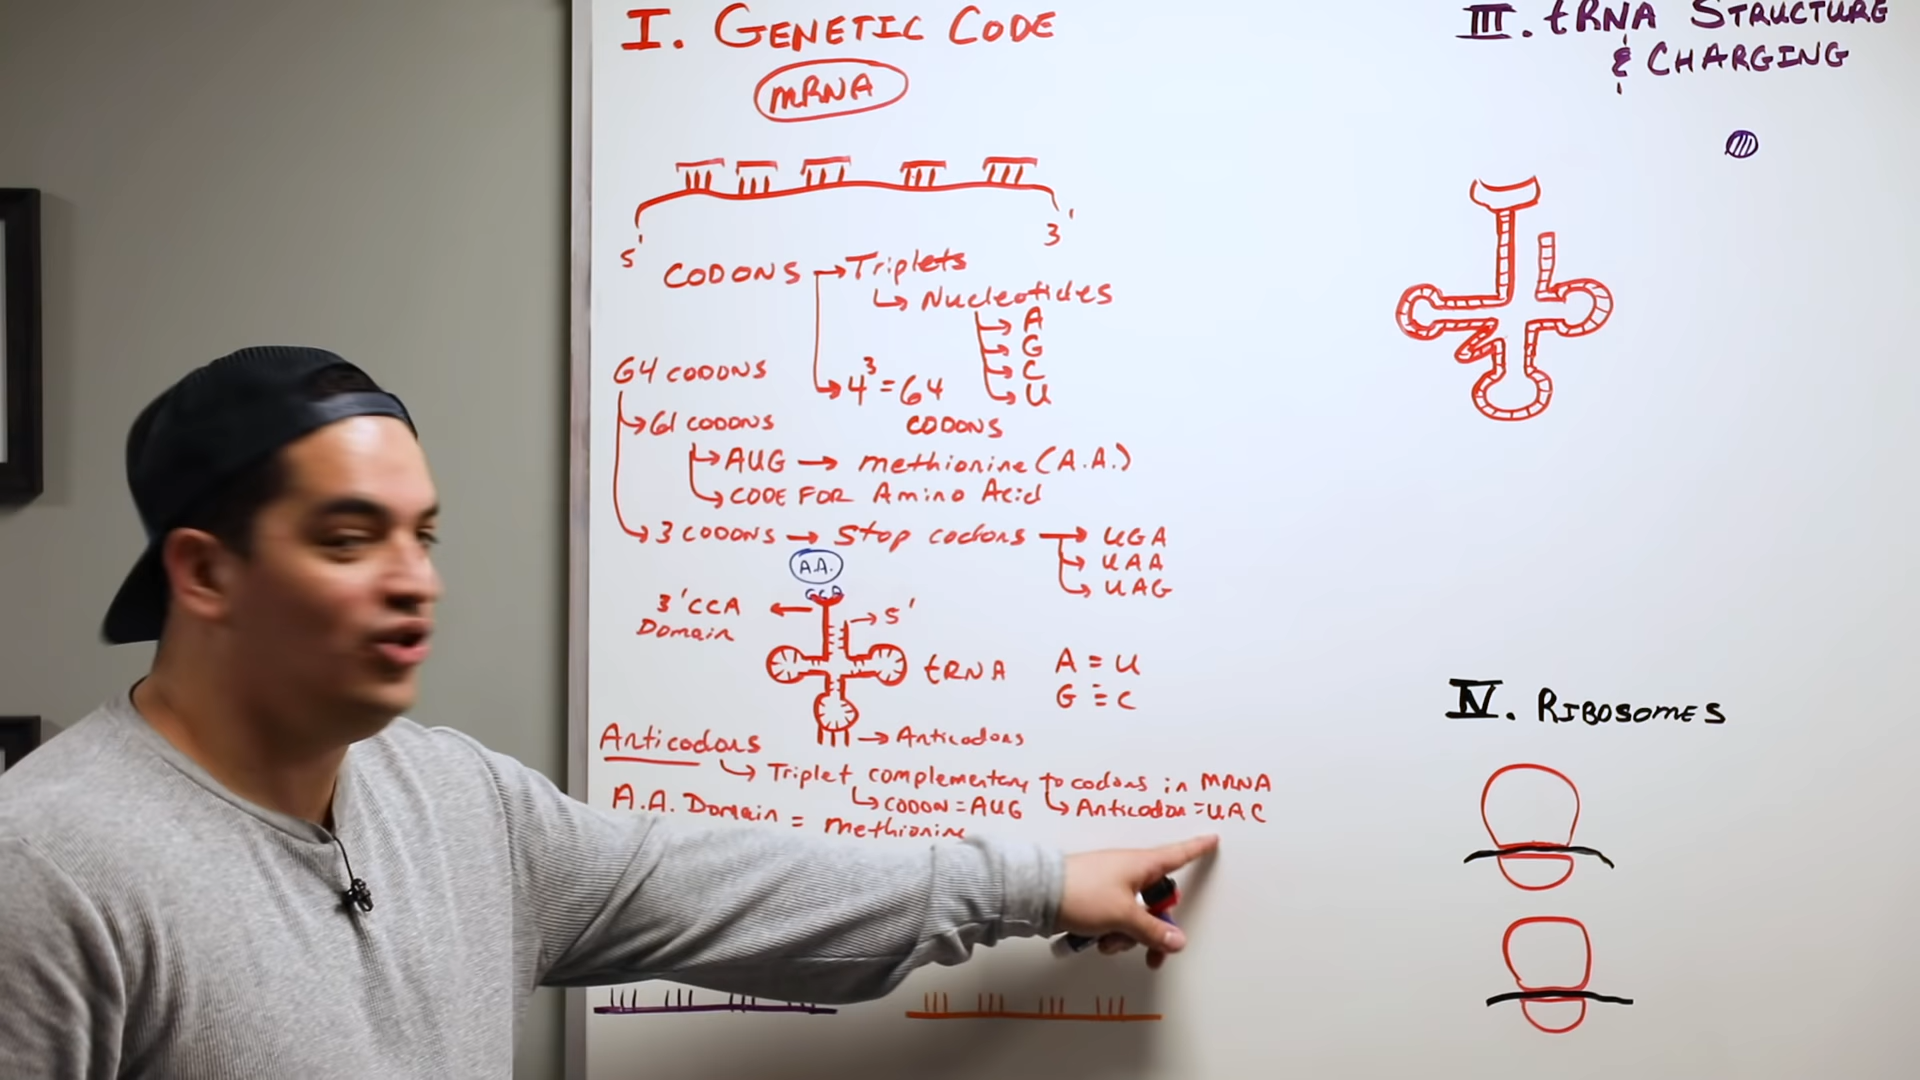 I. GENETIC CODE
mRNA
5' 3'
CODONS → Triplets
↳ Nucleotides
→ A
→ G
→ C
→ U
→ 4³ = 64
CODONS
64 CODONS
→ 61 CODONS
→ AUG → methionine (A.A.)
→ CODE FOR Amino Acid
→ 3 CODONS → Stop codons → UGA
→ UAA
→ UAG
A.A.
CCA
3' CCA ←
Domain
→ 5'
tRNA
A = U
G ≡ C
→ Anticodons
Anticodons
↳ Triplet complementary to codons in mRNA
↳ CODON = AUG ↳ Anticodon = UAC
A.A. Domain = methionine
III. tRNA STRUCTURE
& CHARGING
IV. RIBOSOMES